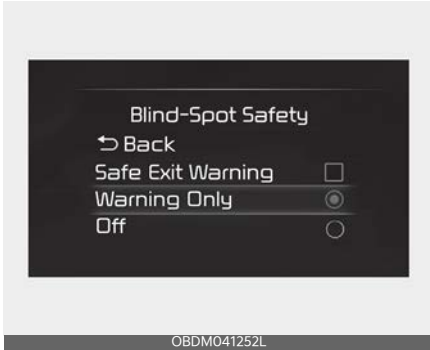 Blind-Spot Safety
Back
Safe Exit Warning
Warning Only
Off
OBDM041252L